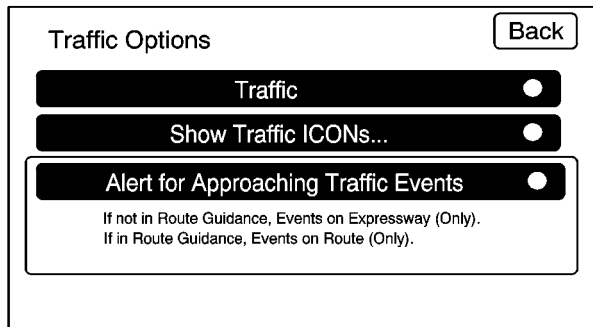 Traffic Options
Back
Traffic
Show Traffic ICONs...
Alert for Approaching Traffic Events
If not in Route Guidance, Events on Expressway (Only).
If in Route Guidance, Events on Route (Only).